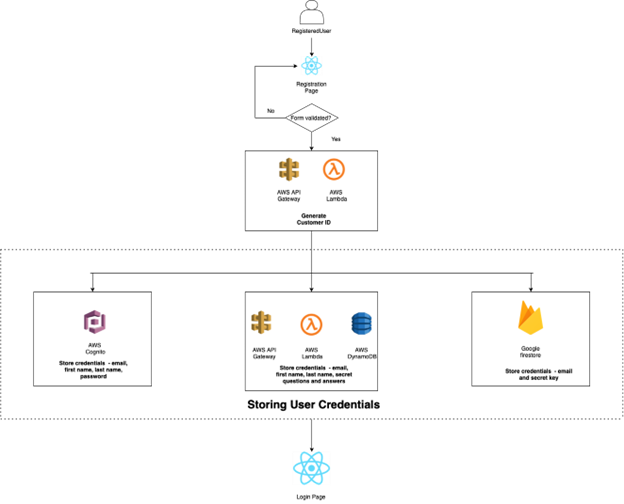 RegisteredUser
Registration
Page
No
Form validated?
Yes
AWS API
Gateway
AWS
Lambda
Generate
Customer ID
AWS
Cognito
Store credentials - email,
first name, last name,
password
AWS API
Gateway
AWS
Lambda
AWS
DynamoDB
Store credentials - email,
first name, last name, secret
questions and answers
Google
firestore
Store credentials - email
and secret key
Storing User Credentials
Login Page